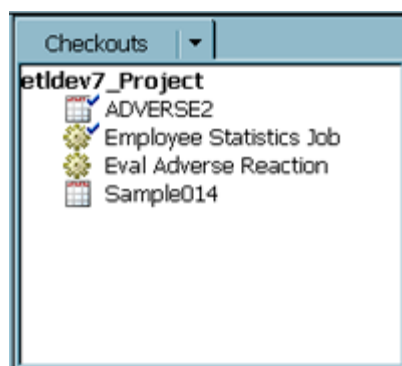 Checkouts
etldev7_Project
ADVERSE2
Employee Statistics Job
Eval Adverse Reaction
Sample014